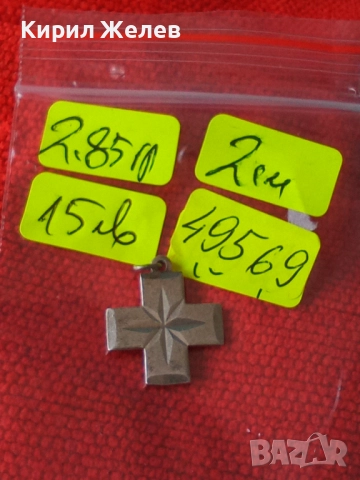 Кирил Желев
2.85гр
2см
15лв
49569
BAZAR